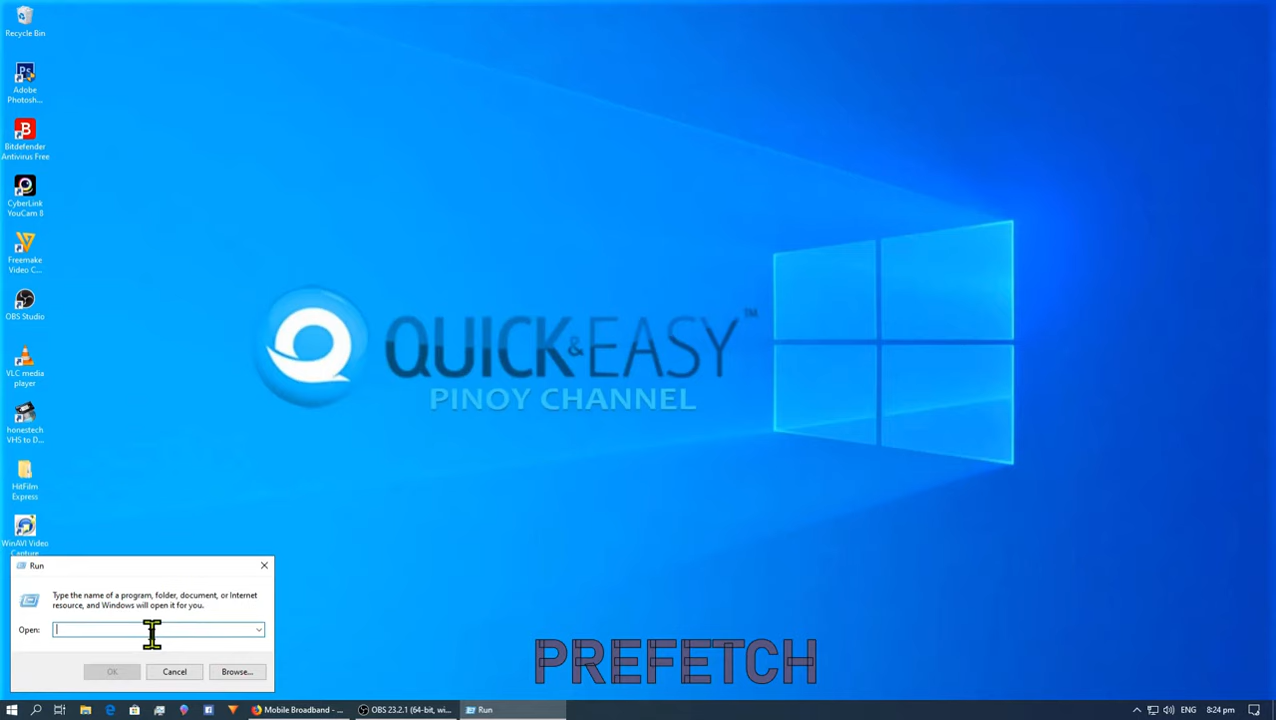 Recycle Bin
Adobe
Photosh...
Bitdefender
Antivirus Free
CyberLink
YouCam 8
Freemake
Video C...
OBS Studio
VLC media
player
honestech
VHS to D...
HitFilm
Express
WinAVI Video
Capture
QUICK&EASY™
PINOY CHANNEL
Run
Type the name of a program, folder, document, or Internet
resource, and Windows will open it for you.
Open:
OK
Cancel
Browse...
PREFETCH
Mobile Broadband - ...
OBS 23.2.1 (64-bit, wi...
Run
ENG
8:24 pm